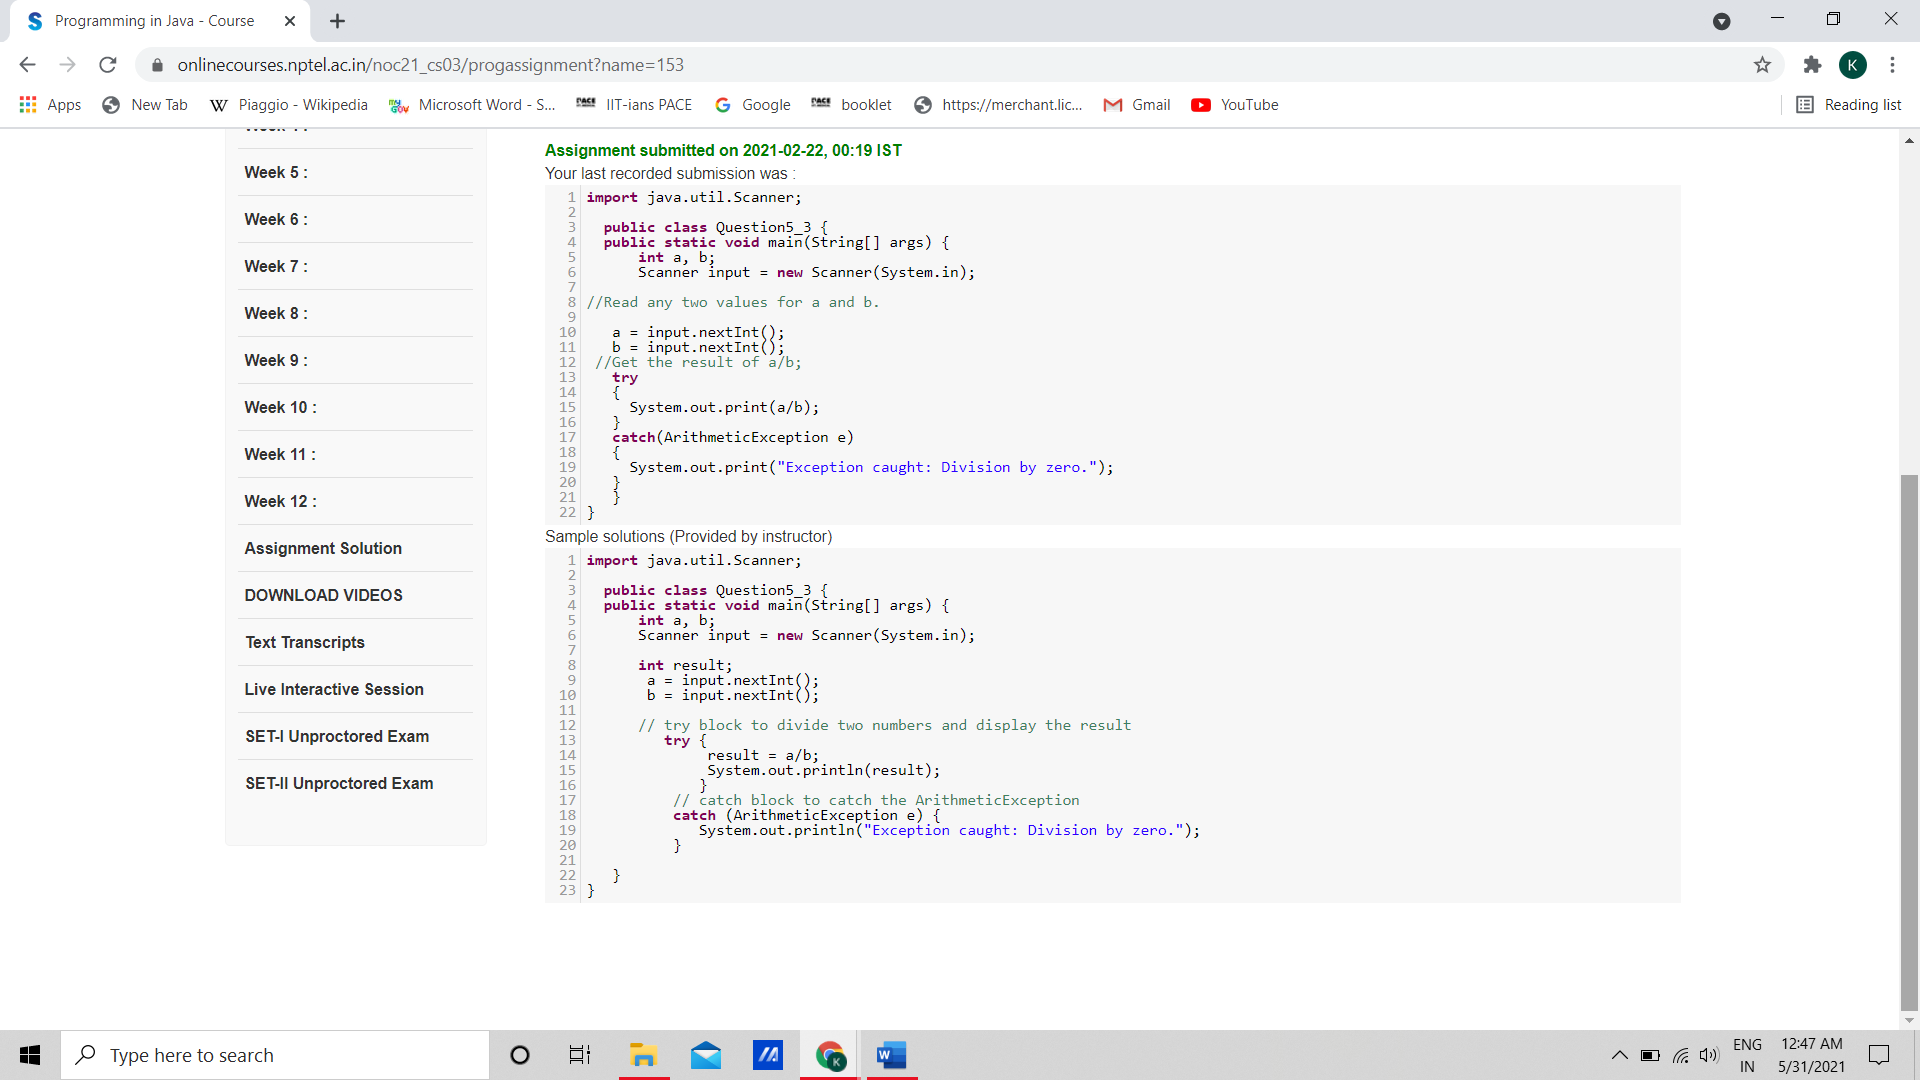 Programming in Java - Course
onlinecourses.nptel.ac.in/noc21_cs03/progassignment?name=153
K
Apps
New Tab
W Piaggio - Wikipedia
Microsoft Word - S...
IIT-ians PACE
Google
booklet
https://merchant.lic...
Gmail
YouTube
Reading list
Week 5 :
Week 6 :
Week 7 :
Week 8 :
Week 9 :
Week 10 :
Week 11 :
Week 12 :
Assignment Solution
DOWNLOAD VIDEOS
Text Transcripts
Live Interactive Session
SET-I Unproctored Exam
SET-II Unproctored Exam
Assignment submitted on 2021-02-22, 00:19 IST
Your last recorded submission was :
1 import java.util.Scanner;
2
3 public class Question5_3 {
4 public static void main(String[] args) {
5 int a, b;
6 Scanner input = new Scanner(System.in);
7
8 //Read any two values for a and b.
9
10 a = input.nextInt();
11 b = input.nextInt();
12 //Get the result of a/b;
13 try
14 {
15 System.out.print(a/b);
16 }
17 catch(ArithmeticException e)
18 {
19 System.out.print("Exception caught: Division by zero.");
20 }
21 }
22 }
Sample solutions (Provided by instructor)
1 import java.util.Scanner;
2
3 public class Question5_3 {
4 public static void main(String[] args) {
5 int a, b;
6 Scanner input = new Scanner(System.in);
7
8 int result;
9 a = input.nextInt();
10 b = input.nextInt();
11
12 // try block to divide two numbers and display the result
13 try {
14 result = a/b;
15 System.out.println(result);
16 }
17 // catch block to catch the ArithmeticException
18 catch (ArithmeticException e) {
19 System.out.println("Exception caught: Division by zero.");
20 }
21
22 }
23 }
Type here to search
ENG
IN
12:47 AM
5/31/2021